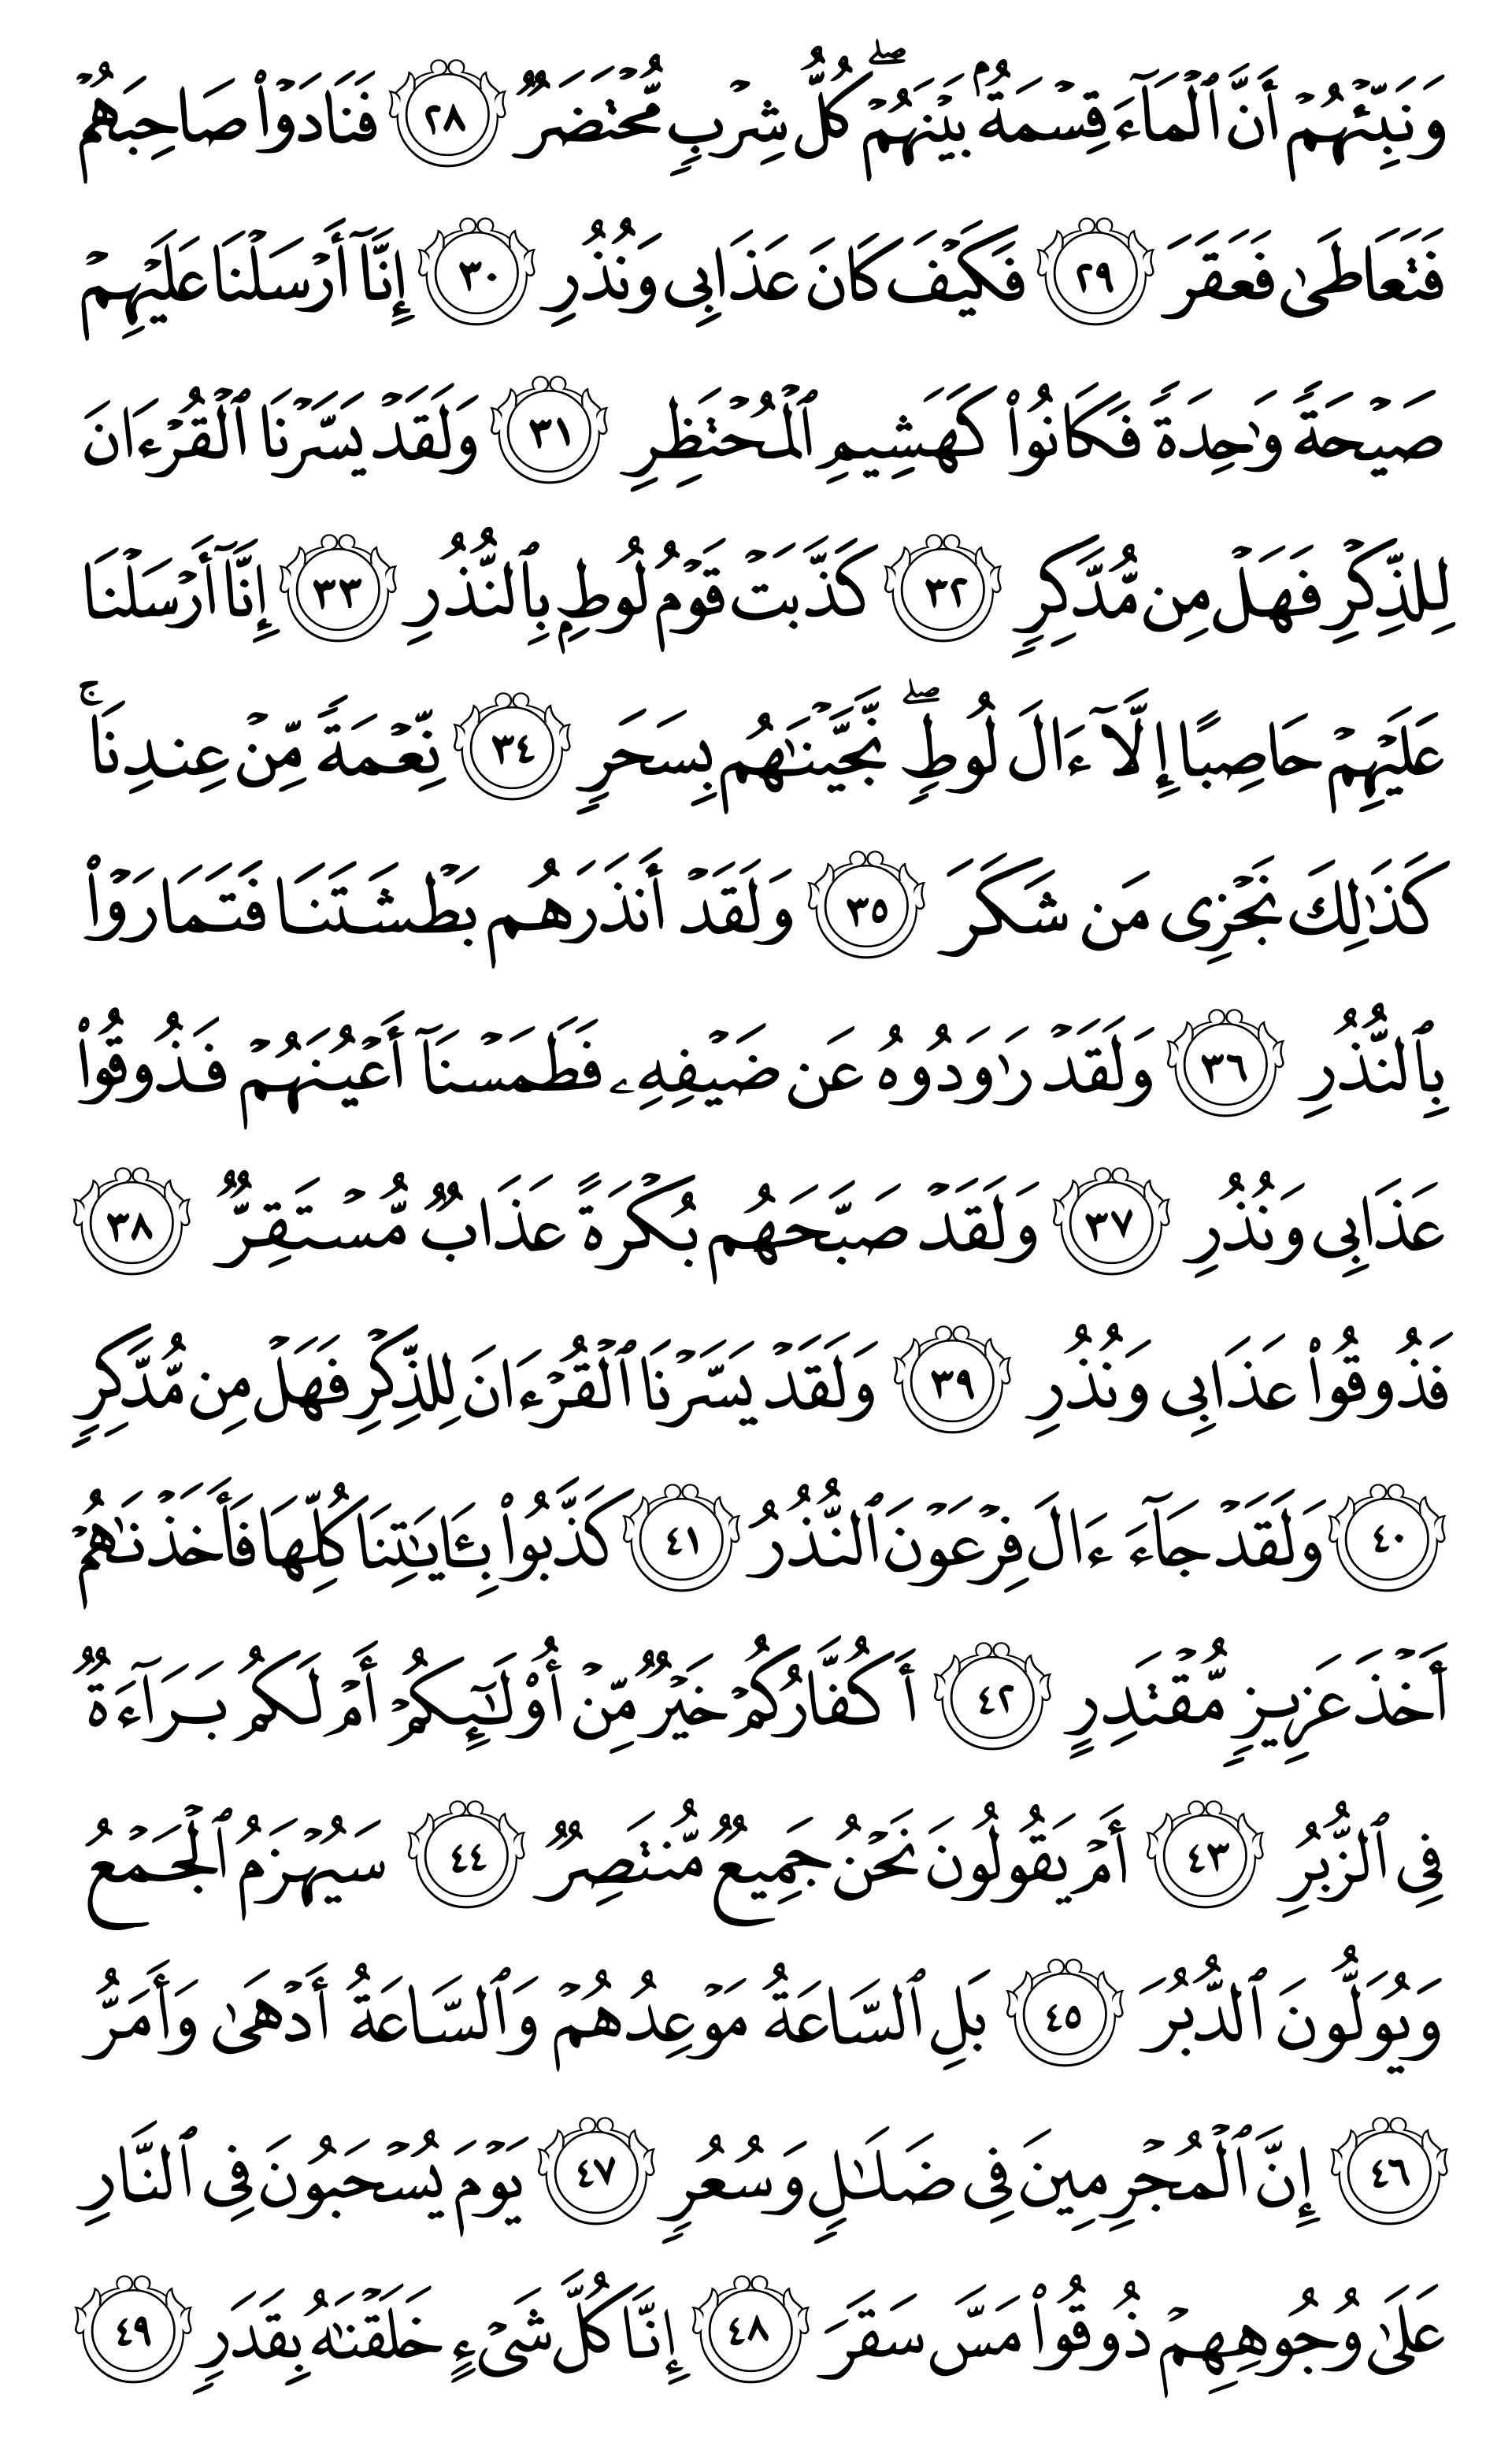 وَنَبِّئْهُمْ أَنَّ ٱلْمَآءَ قِسْمَةٌۢ بَيْنَهُمْ ۖ كُلُّ شِرْبٍ مُّحْتَضَرٌ ٢٨ فَنَادَوْا۟ صَاحِبَهُمْ
فَتَعَاطَىٰ فَعَقَرَ ٢٩ فَكَيْفَ كَانَ عَذَابِى وَنُذُرِ ٣٠ إِنَّآ أَرْسَلْنَا عَلَيْهِمْ
صَيْحَةً وَٰحِدَةً فَكَانُوا۟ كَهَشِيمِ ٱلْمُحْتَظِرِ ٣١ وَلَقَدْ يَسَّرْنَا ٱلْقُرْءَانَ
لِلذِّكْرِ فَهَلْ مِن مُّدَّكِرٍ ٣٢ كَذَّبَتْ قَوْمُ لُوطٍۭ بِٱلنُّذُرِ ٣٣ إِنَّآ أَرْسَلْنَا
عَلَيْهِمْ حَاصِبًا إِلَّآ ءَالَ لُوطٍ ۖ نَّجَّيْنَٰهُم بِسَحَرٍ ٣٤ نِّعْمَةً مِّنْ عِندِنَا ۚ
كَذَٰلِكَ نَجْزِى مَن شَكَرَ ٣٥ وَلَقَدْ أَنذَرَهُم بَطْشَتَنَا فَتَمَارَوْا۟
بِٱلنُّذُرِ ٣٦ وَلَقَدْ رَٰوَدُوهُ عَن ضَيْفِهِۦ فَطَمَسْنَآ أَعْيُنَهُمْ فَذُوقُوا۟
عَذَابِى وَنُذُرِ ٣٧ وَلَقَدْ صَبَّحَهُم بُكْرَةً عَذَابٌ مُّسْتَقِرٌّ ٣٨
فَذُوقُوا۟ عَذَابِى وَنُذُرِ ٣٩ وَلَقَدْ يَسَّرْنَا ٱلْقُرْءَانَ لِلذِّكْرِ فَهَلْ مِن مُّدَّكِرٍ
٤٠ وَلَقَدْ جَآءَ ءَالَ فِرْعَوْنَ ٱلنُّذُرُ ٤١ كَذَّبُوا۟ بِـَٔايَٰتِنَا كُلِّهَا فَأَخَذْنَٰهُمْ
أَخْذَ عَزِيزٍ مُّقْتَدِرٍ ٤٢ أَكُفَّارُكُمْ خَيْرٌ مِّنْ أُو۟لَٰٓئِكُمْ أَمْ لَكُم بَرَآءَةٌ
فِى ٱلزُّبُرِ ٤٣ أَمْ يَقُولُونَ نَحْنُ جَمِيعٌ مُّنتَصِرٌ ٤٤ سَيُهْزَمُ ٱلْجَمْعُ
وَيُوَلُّونَ ٱلدُّبُرَ ٤٥ بَلِ ٱلسَّاعَةُ مَوْعِدُهُمْ وَٱلسَّاعَةُ أَدْهَىٰ وَأَمَرُّ
٤٦ إِنَّ ٱلْمُجْرِمِينَ فِى ضَلَٰلٍ وَسُعُرٍ ٤٧ يَوْمَ يُسْحَبُونَ فِى ٱلنَّارِ
عَلَىٰ وُجُوهِهِمْ ذُوقُوا۟ مَسَّ سَقَرَ ٤٨ إِنَّا كُلَّ شَىْءٍ خَلَقْنَٰهُ بِقَدَرٍ ٤٩